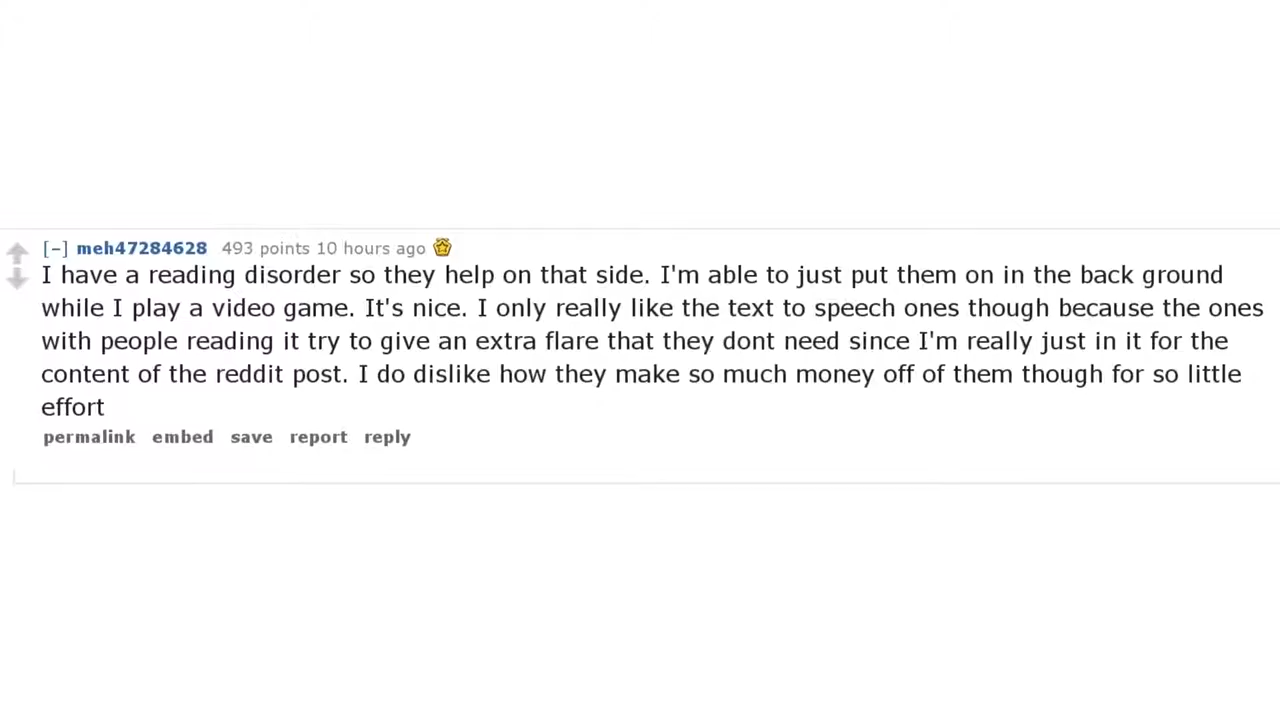 [–] meh47284628 493 points 10 hours ago
I have a reading disorder so they help on that side. I'm able to just put them on in the back ground
while I play a video game. It's nice. I only really like the text to speech ones though because the ones
with people reading it try to give an extra flare that they dont need since I'm really just in it for the
content of the reddit post. I do dislike how they make so much money off of them though for so little
effort
permalink embed save report reply